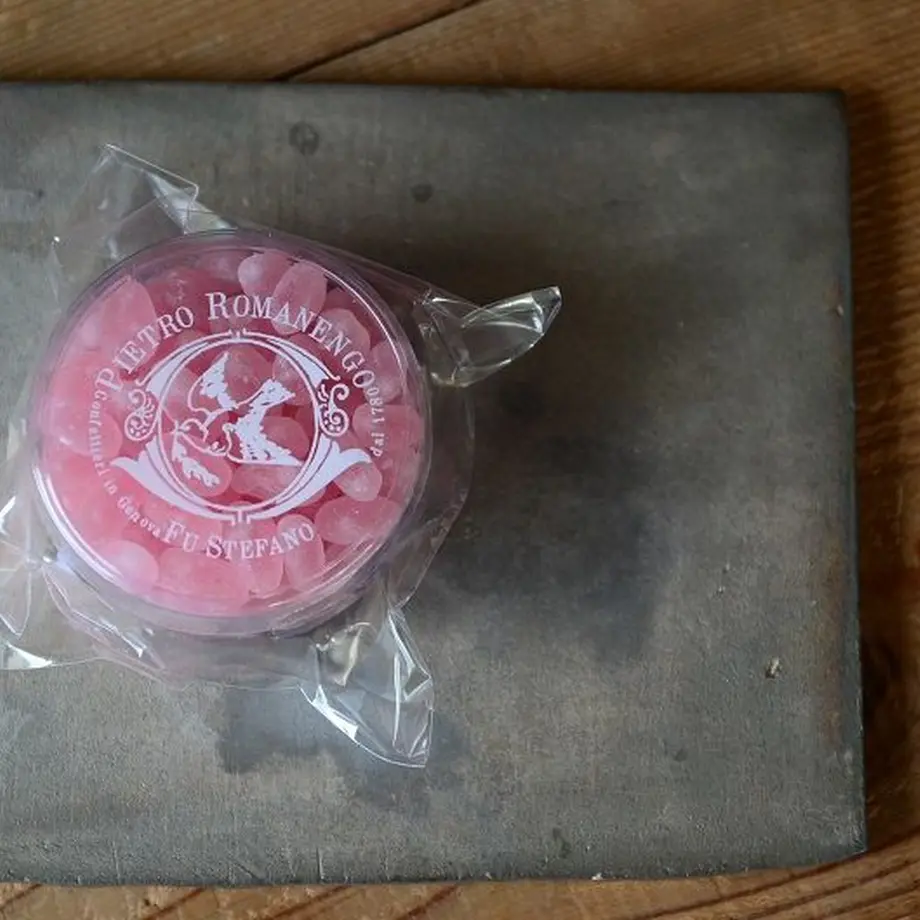 PIETRO ROMANENGO
Confettieri in Genova
dal 1780
FU STEFANO